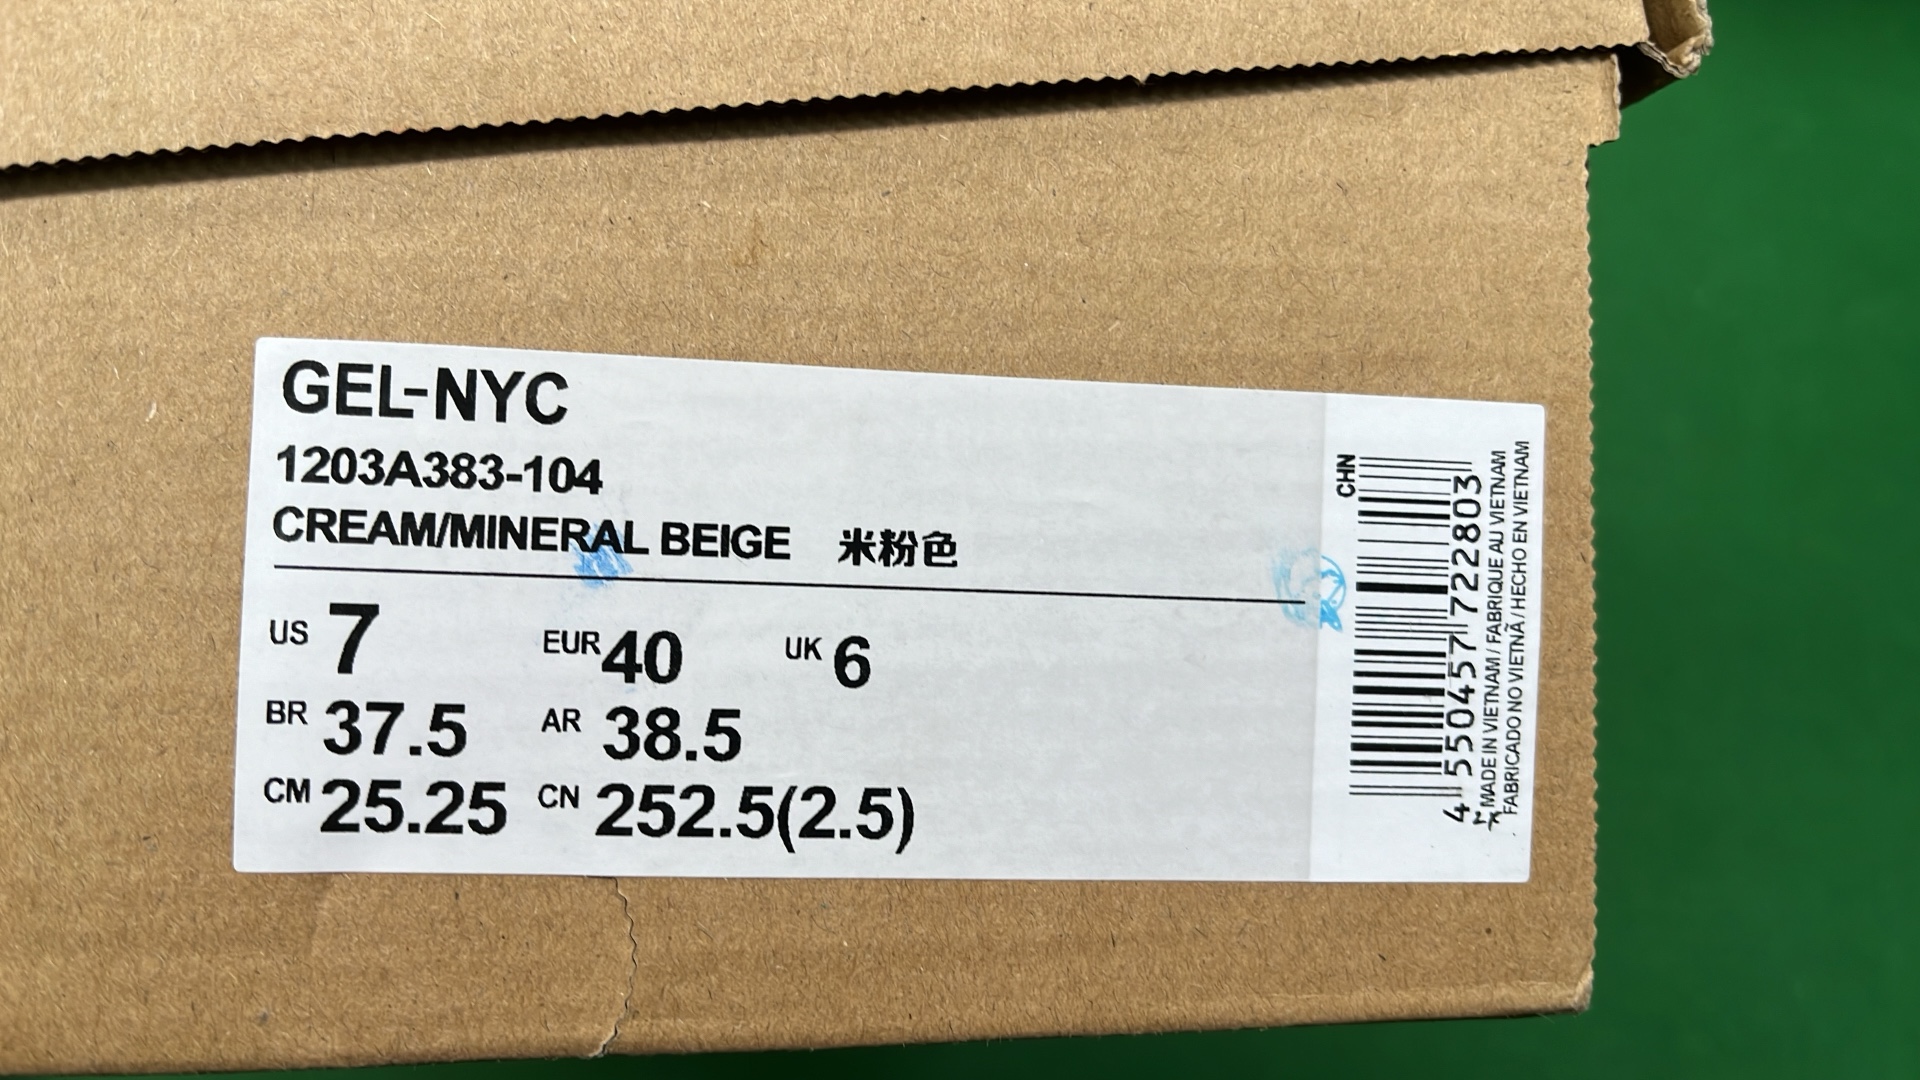 GEL-NYC
1203A383-104
CREAM/MINERAL BEIGE 米粉色
US 7 EUR 40 UK 6
BR 37.5 AR 38.5
CM 25.25 CN 252.5(2.5)
CHN
4 550457 722803
MADE IN VIETNAM / FABRIQUE AU VIETNAM
FABRICADO NO VIETNÃ / HECHO EN VIETNAM